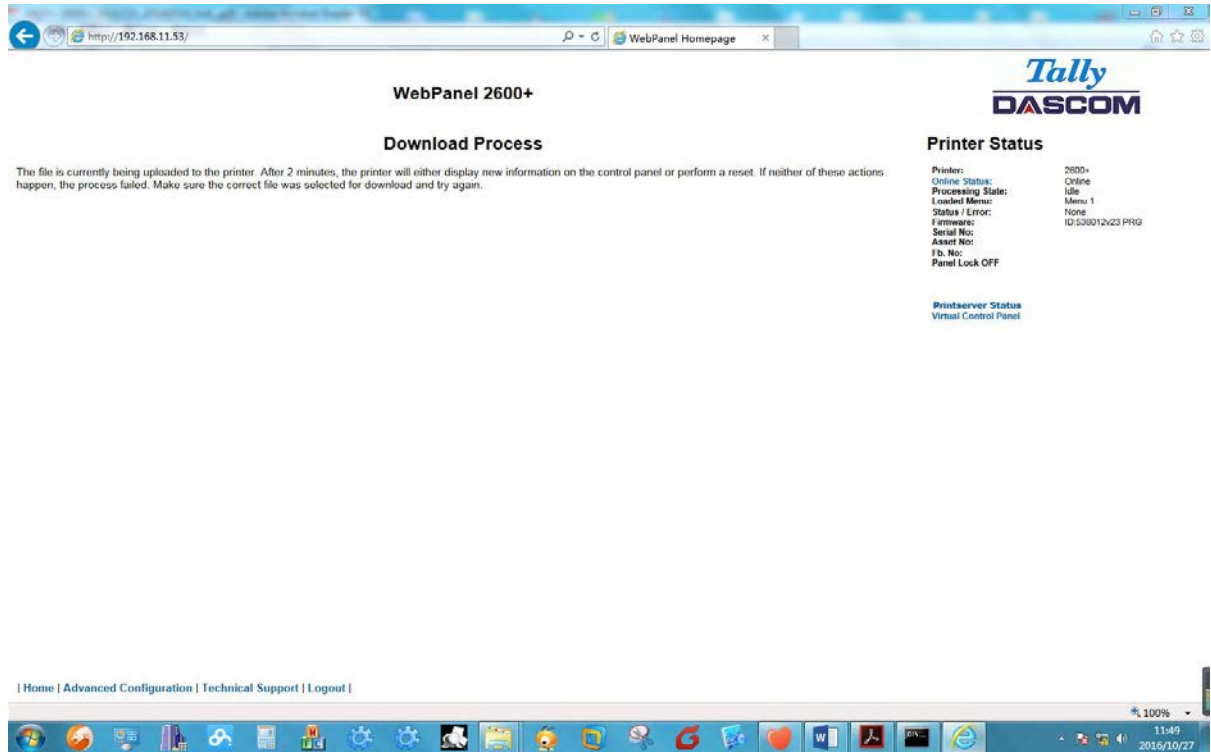 http://192.168.11.53/
WebPanel Homepage
Tally
DASCOM
WebPanel 2600+
Download Process
The file is currently being uploaded to the printer. After 2 minutes, the printer will either display new information on the control panel or perform a reset. If neither of these actions
happen, the process failed. Make sure the correct file was selected for download and try again.
Printer Status
Printer: 2600+
Online Status: Online
Processing State: Idle
Loaded Menu: Menu 1
Status / Error: None
Firmware: ID:538012v23 PRG
Serial No:
Asset No:
Fb. No:
Panel Lock OFF
Printserver Status
Virtual Control Panel
| Home | Advanced Configuration | Technical Support | Logout |
100%
11:49
2016/10/27